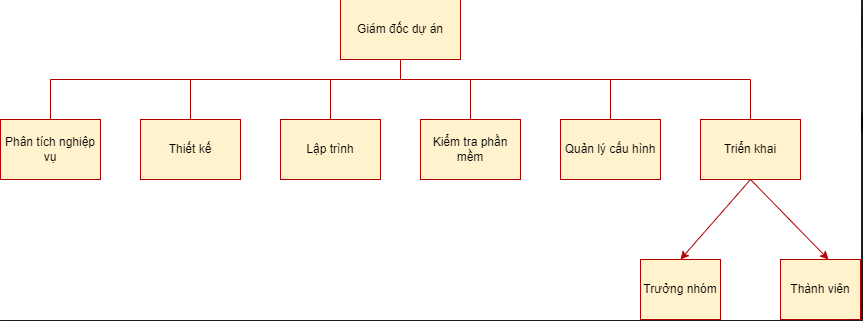 Giám đốc dự án
Phân tích nghiệp
vụ
Thiết kế
Lập trình
Kiểm tra phần
mềm
Quản lý cấu hình
Triển khai
Trưởng nhóm
Thành viên